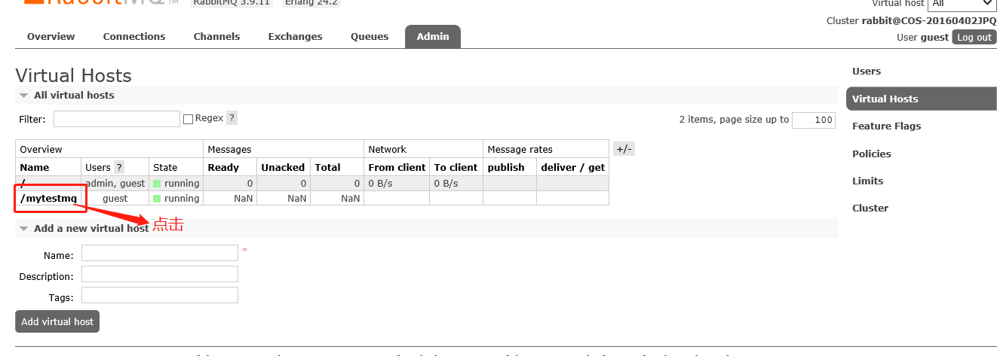 RabbitMQ TM RabbitMQ 3.9.11 Erlang 24.2
Virtual host All
Cluster rabbit@COS-20160402JPQ
User guest Log out
Overview Connections Channels Exchanges Queues Admin
Virtual Hosts
All virtual hosts
Filter: Regex ?
2 items, page size up to 100
Overview Messages Network Message rates +/-
Name Users ? State Ready Unacked Total From client To client publish deliver / get
/ admin, guest running 0 0 0 0 B/s 0 B/s
/mytestmq guest running NaN NaN NaN
点击
Add a new virtual host
Name: *
Description:
Tags:
Add virtual host
Users
Virtual Hosts
Feature Flags
Policies
Limits
Cluster